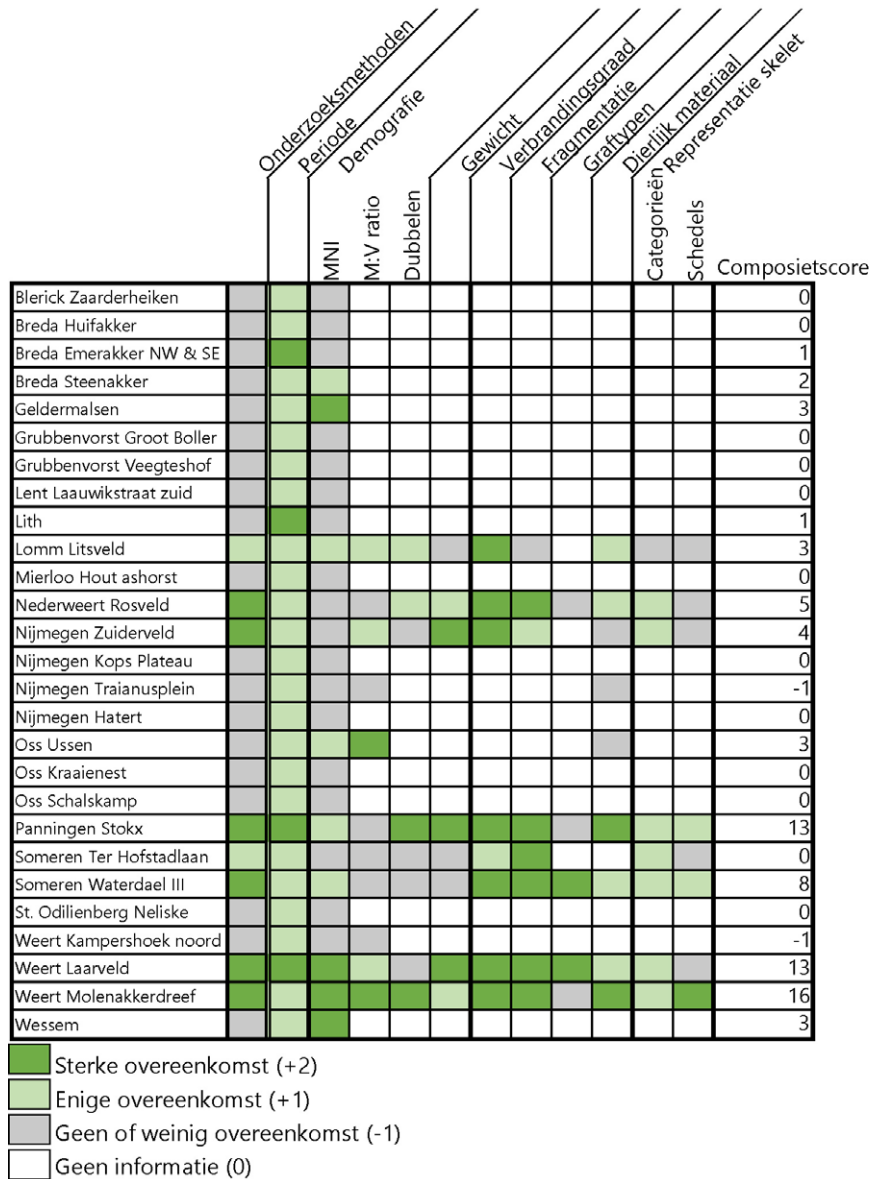 Onderzoeksmethoden
Periode
Demografie
Gewicht
Verbrandingsgraad
Fragmentatie
Graftypen
Dierlijk materiaal
Representatie skelet
MNI
M:V ratio
Dubbelen
Categorieën
Schedels
Composietscore
Blerick Zaarderheiken 0
Breda Huifakker 0
Breda Emerakker NW & SE 1
Breda Steenakker 2
Geldermalsen 3
Grubbenvorst Groot Boller 0
Grubbenvorst Veegteshof 0
Lent Laauwikstraat zuid 0
Lith 1
Lomm Litsveld 3
Mierloo Hout ashorst 0
Nederweert Rosveld 5
Nijmegen Zuiderveld 4
Nijmegen Kops Plateau 0
Nijmegen Traianusplein -1
Nijmegen Hatert 0
Oss Ussen 3
Oss Kraaienest 0
Oss Schalskamp 0
Panningen Stokx 13
Someren Ter Hofstadlaan 0
Someren Waterdael III 8
St. Odilienberg Neliske 0
Weert Kampershoek noord -1
Weert Laarveld 13
Weert Molenakkerdreef 16
Wessem 3
Sterke overeenkomst (+2)
Enige overeenkomst (+1)
Geen of weinig overeenkomst (-1)
Geen informatie (0)